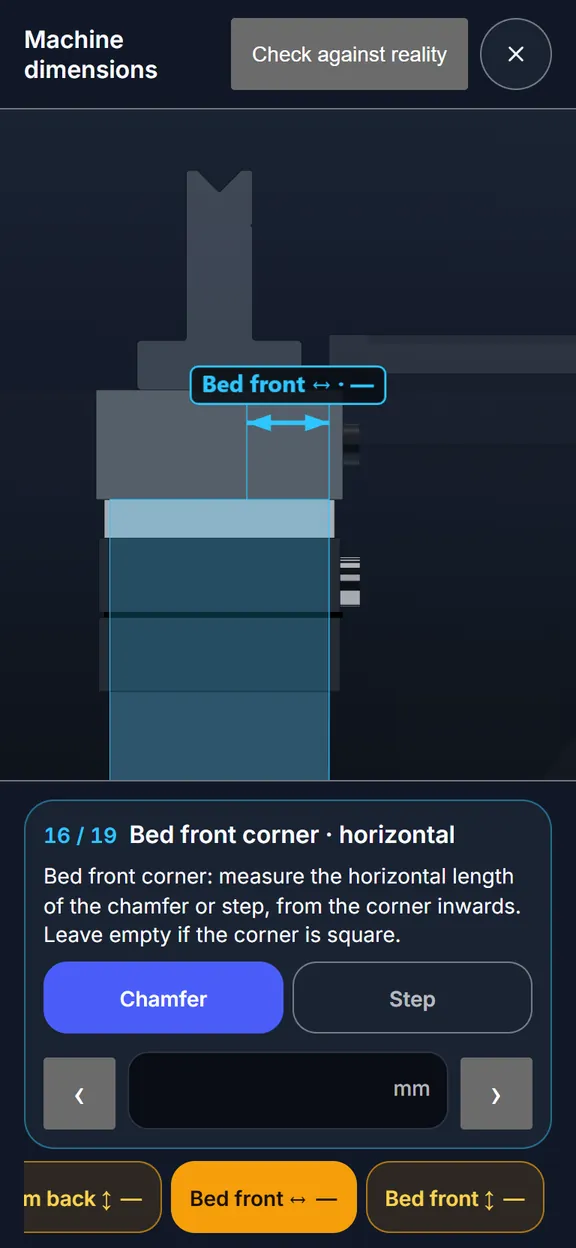 Machine
dimensions
Check against reality
×
Bed front ↔ · —
16 / 19 Bed front corner · horizontal
Bed front corner: measure the horizontal length
of the chamfer or step, from the corner inwards.
Leave empty if the corner is square.
Chamfer
Step
‹
mm
›
m back ↕ —
Bed front ↔ —
Bed front ↕ —